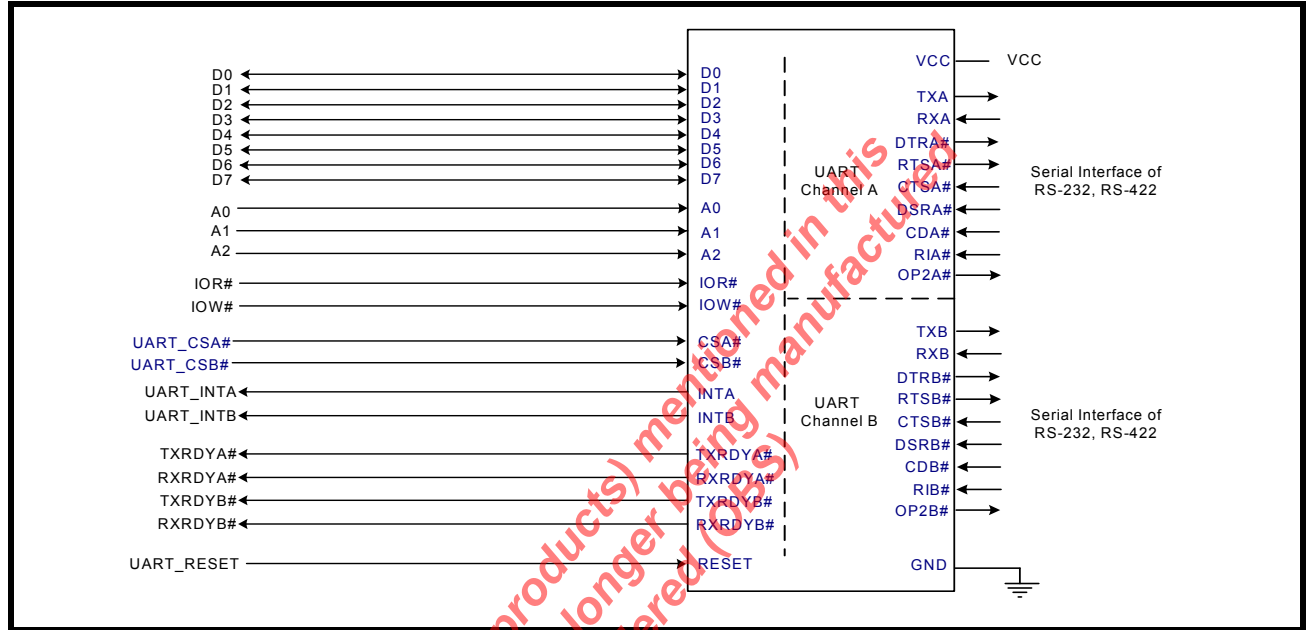 D0
D1
D2
D3
D4
D5
D6
D7
A0
A1
A2
IOR#
IOW#
UART_CSA#
UART_CSB#
UART_INTA
UART_INTB
TXRDYA#
RXRDYA#
TXRDYB#
RXRDYB#
UART_RESET
D0
D1
D2
D3
D4
D5
D6
D7
A0
A1
A2
IOR#
IOW#
CSA#
CSB#
INTA
INTB
TXRDYA#
RXRDYA#
TXRDYB#
RXRDYB#
RESET
UART
Channel A
UART
Channel B
VCC
TXA
RXA
DTRA#
RTSA#
CTSA#
DSRA#
CDA#
RIA#
OP2A#
TXB
RXB
DTRB#
RTSB#
CTSB#
DSRB#
CDB#
RIB#
OP2B#
GND
VCC
Serial Interface of
RS-232, RS-422
Serial Interface of
RS-232, RS-422
products) mentioned in this
longer being manufactured
(OBS)